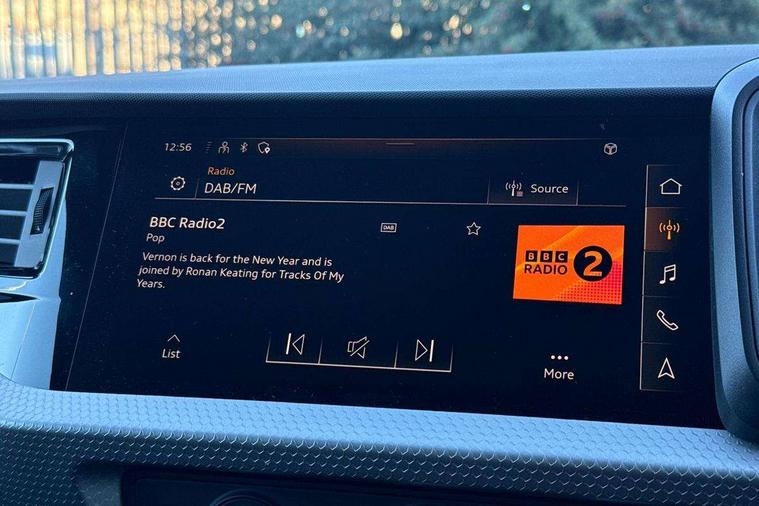 12:56
Radio
DAB/FM
Source
BBC Radio2
DAB
Pop
Vernon is back for the New Year and is
joined by Ronan Keating for Tracks Of My
Years.
BBC
RADIO 2
List
More